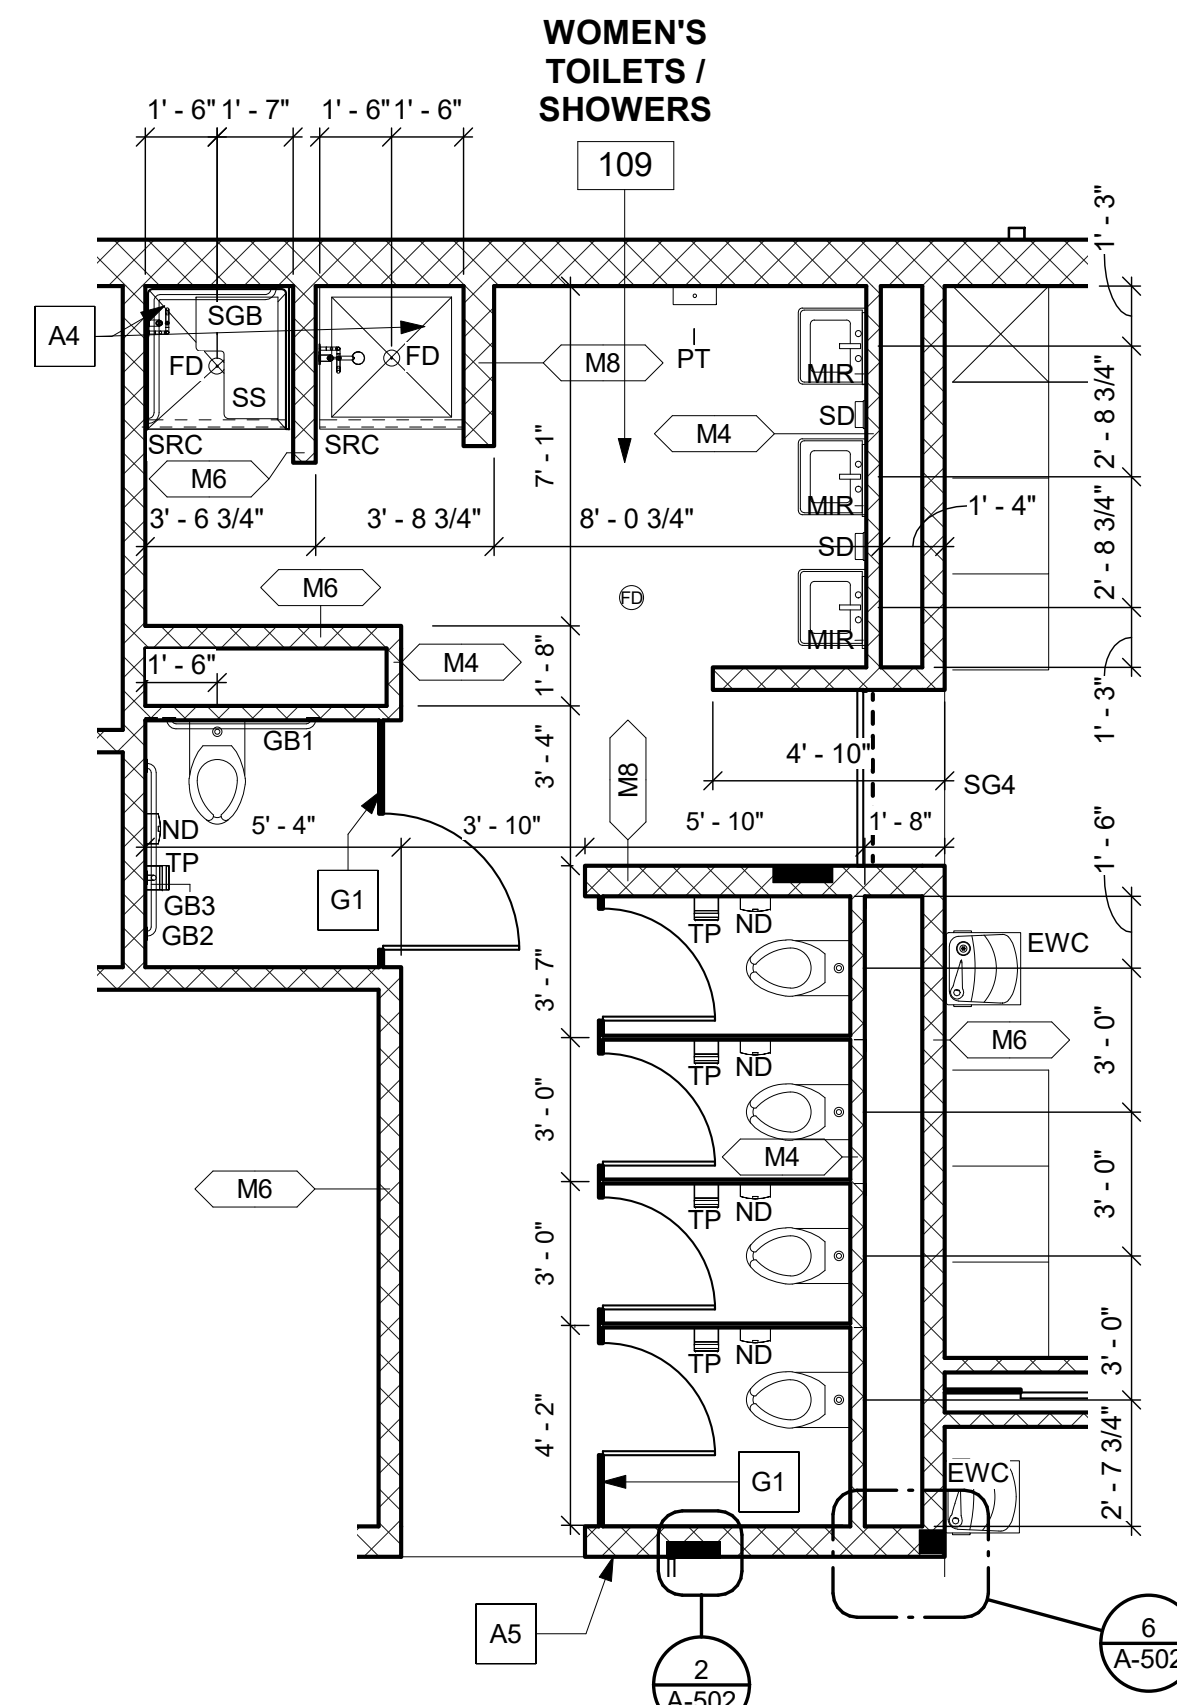 WOMEN'S
TOILETS /
SHOWERS
109
1' - 6" 1' - 7" 1' - 6" 1' - 6"
1' - 3"
A4
SGB
FD
SS
SRC
FD
SRC
M8
PT
MIR
SD
M4
MIR
SD
MIR
2' - 8 3/4"
2' - 8 3/4"
1' - 3"
M6
7' - 1"
3' - 6 3/4" 3' - 8 3/4" 8' - 0 3/4" 1' - 4"
M6
FD
1' - 6"
M4
1' - 8"
GB1
3' - 4"
M8
4' - 10"
SG4
ND
TP
GB3
GB2
5' - 4" 3' - 10" 5' - 10" 1' - 8"
G1
1' - 6"
TP ND
EWC
3' - 7"
3' - 0"
M6
TP ND
3' - 0"
M4
3' - 0"
M6
TP ND
3' - 0"
TP ND
3' - 0"
4' - 2"
G1
EWC
2' - 7 3/4"
A5
2
A-502
6
A-502